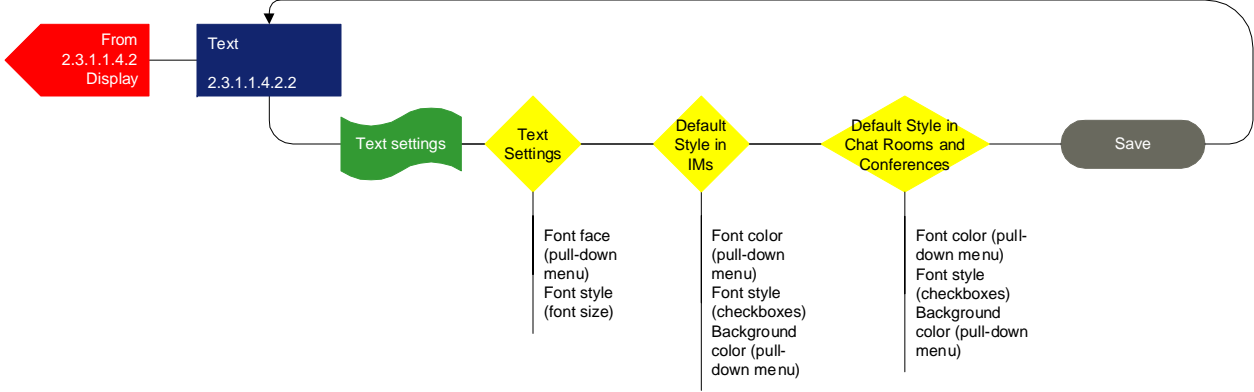 From
2.3.1.1.4.2
Display
Text
2.3.1.1.4.2.2
Text settings
Text
Settings
Default
Style in
IMs
Default Style in
Chat Rooms and
Conferences
Save
Font face
(pull-down
menu)
Font style
(font size)
Font color
(pull-down
menu)
Font style
(checkboxes)
Background
color (pull-
down menu)
Font color (pull-
down menu)
Font style
(checkboxes)
Background
color (pull-down
menu)